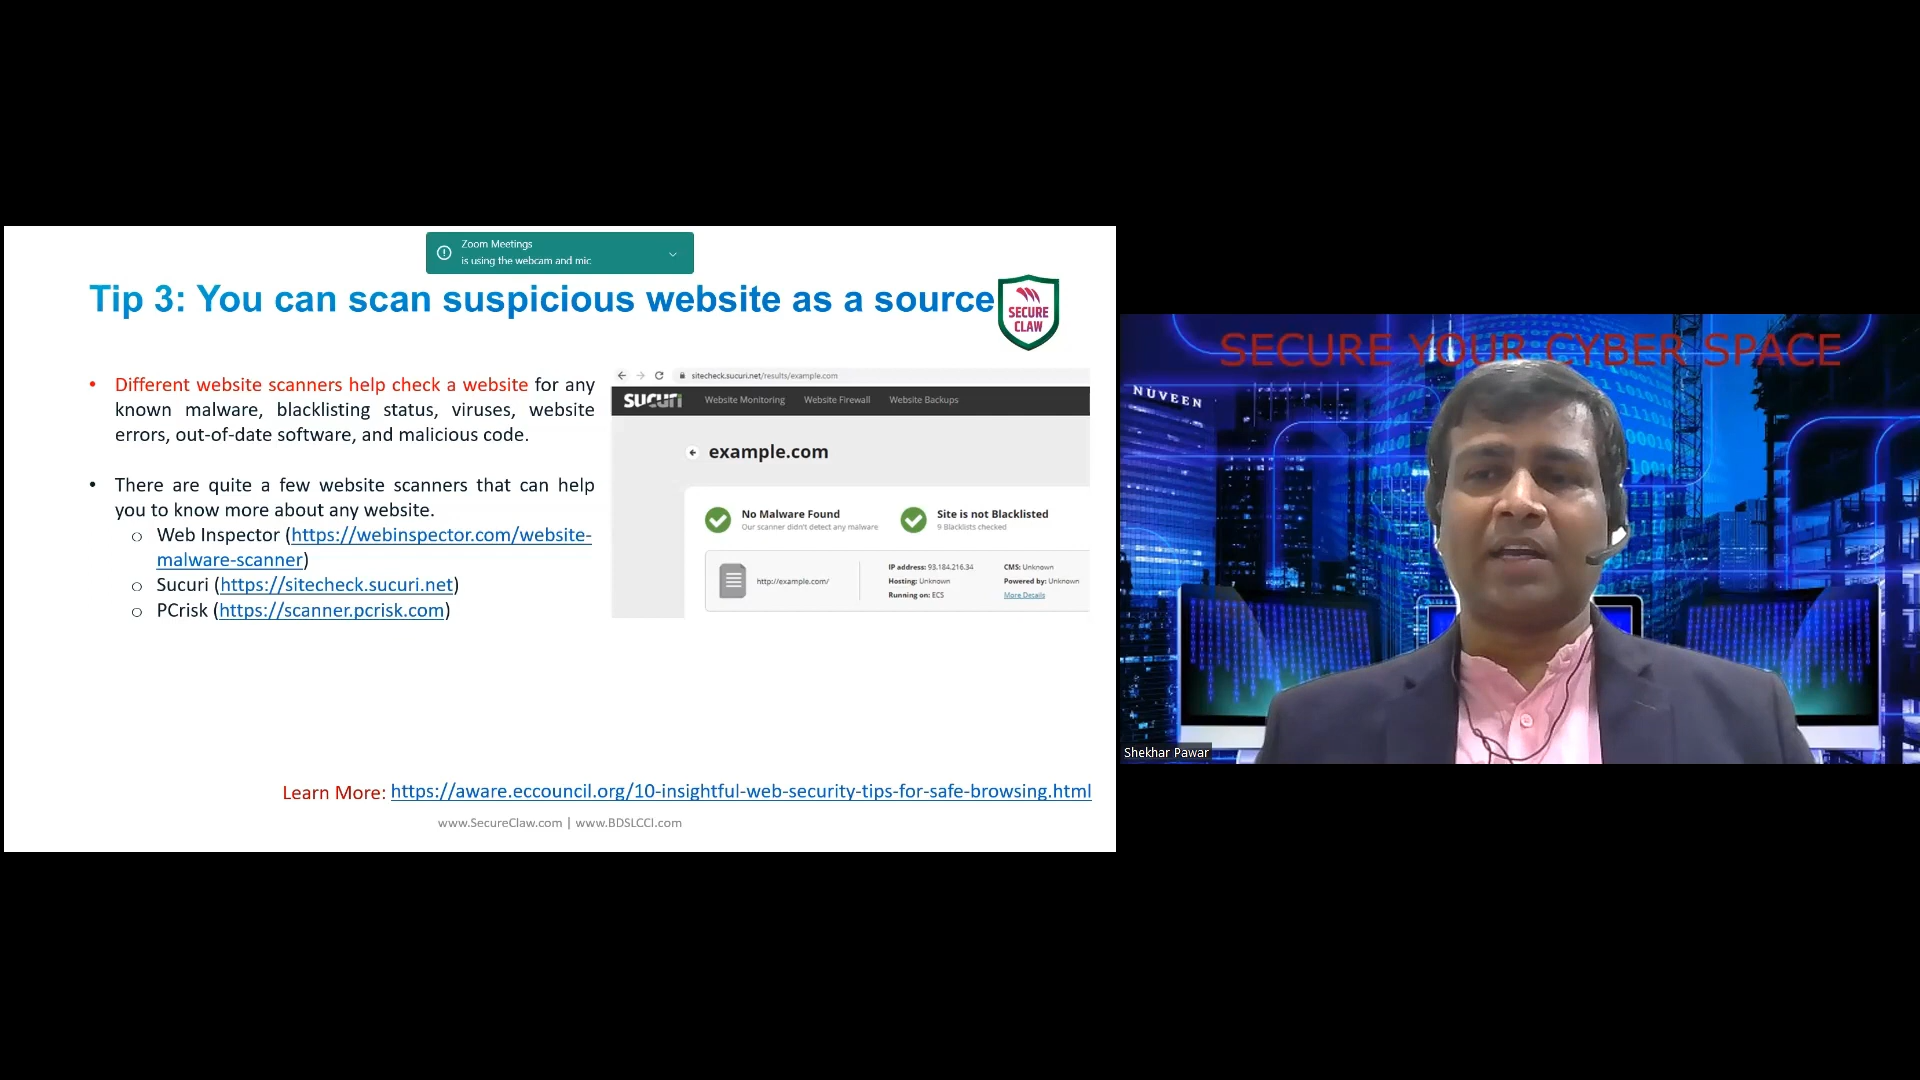 Zoom Meetings
is using the webcam and mic
Tip 3: You can scan suspicious website as a source
SECURE
CLAW
• Different website scanners help check a website for any
known malware, blacklisting status, viruses, website
errors, out-of-date software, and malicious code.
• There are quite a few website scanners that can help
you to know more about any website.
o Web Inspector (https://webinspector.com/website-
malware-scanner)
o Sucuri (https://sitecheck.sucuri.net)
o PCrisk (https://scanner.pcrisk.com)
sitecheck.sucuri.net/results/example.com
SUCURI Website Monitoring Website Firewall Website Backups
example.com
No Malware Found
Our scanner didn't detect any malware
Site is not Blacklisted
9 Blacklists checked
http://example.com/
IP address: 93.184.216.34
Hosting: Unknown
Running on: ECS
CMS: Unknown
Powered by: Unknown
More Details
Learn More: https://aware.eccouncil.org/10-insightful-web-security-tips-for-safe-browsing.html
www.SecureClaw.com | www.BDSLCCI.com
SECURE YOUR CYBER SPACE
NUVEEN
Shekhar Pawar